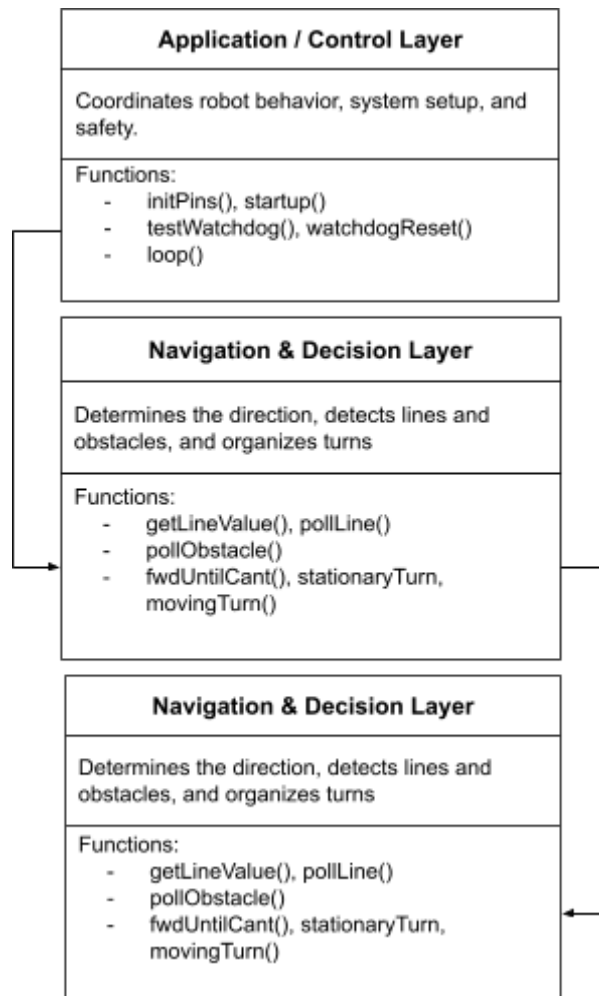 Application / Control Layer
Coordinates robot behavior, system setup, and
safety.
Functions:
- initPins(), startup()
- testWatchdog(), watchdogReset()
- loop()
Navigation & Decision Layer
Determines the direction, detects lines and
obstacles, and organizes turns
Functions:
- getLineValue(), pollLine()
- pollObstacle()
- fwdUntilCant(), stationaryTurn,
movingTurn()
Navigation & Decision Layer
Determines the direction, detects lines and
obstacles, and organizes turns
Functions:
- getLineValue(), pollLine()
- pollObstacle()
- fwdUntilCant(), stationaryTurn,
movingTurn()